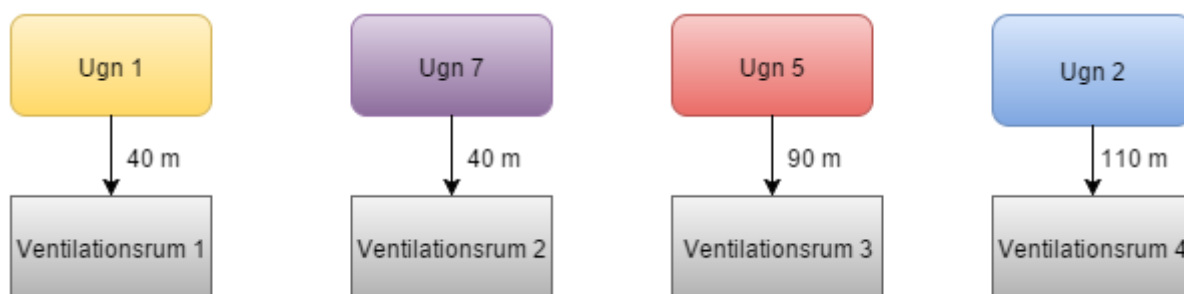 Ugn 1
Ugn 7
Ugn 5
Ugn 2
40 m
40 m
90 m
110 m
Ventilationsrum 1
Ventilationsrum 2
Ventilationsrum 3
Ventilationsrum 4